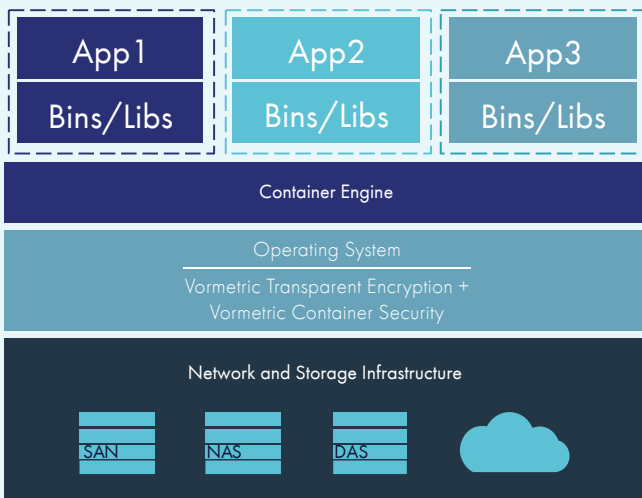 App1
App2
App3
Bins/Libs
Bins/Libs
Bins/Libs
Container Engine
Operating System
Vormetric Transparent Encryption +
Vormetric Container Security
Network and Storage Infrastructure
SAN
NAS
DAS